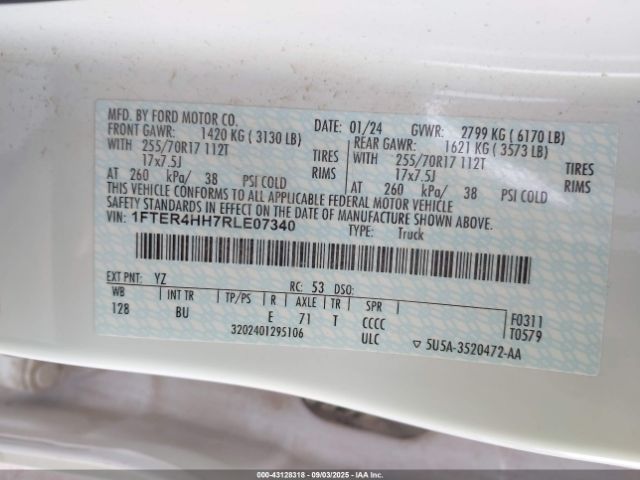 MFD. BY FORD MOTOR CO. DATE: 01/24 GVWR: 2799 KG ( 6170 LB)
FRONT GAWR: 1420 KG ( 3130 LB) REAR GAWR: 1621 KG ( 3573 LB)
WITH 255/70R17 112T TIRES WITH 255/70R17 112T TIRES
17x7.5J RIMS 17x7.5J RIMS
AT 260 kPa/ 38 PSI COLD AT 260 kPa/ 38 PSI COLD
THIS VEHICLE CONFORMS TO ALL APPLICABLE FEDERAL MOTOR VEHICLE
SAFETY STANDARDS IN EFFECT ON THE DATE OF MANUFACTURE SHOWN ABOVE.
VIN: 1FTER4HH7RLE07340 TYPE: Truck
EXT PNT: YZ RC: 53 DSO:
WB INT TR TP/PS R AXLE TR SPR F0311
128 BU E 71 T CCCC T0579
3202401295106 ULC ▽ 5U5A-3520472-AA
000-43128318 - 09/03/2025 - IAAI.COM